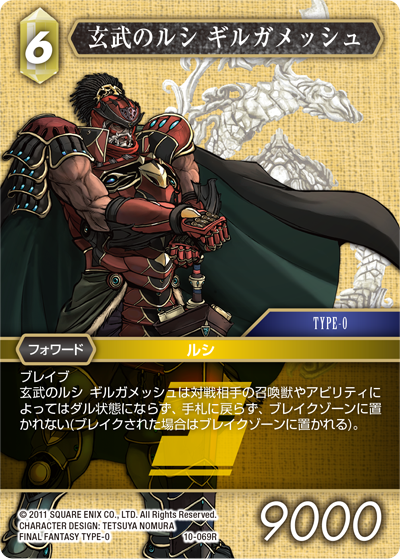 6
玄武のルシ ギルガメッシュ
TYPE-0
フォワード
ルシ
ブレイブ
玄武のルシ ギルガメッシュは対戦相手の召喚獣やアビリティに
よってはダル状態にならず、手札に戻らず、ブレイクゾーンに置
かれない(ブレイクされた場合はブレイクゾーンに置かれる)。
© 2011 SQUARE ENIX CO., LTD. All Rights Reserved.
CHARACTER DESIGN: TETSUYA NOMURA
FINAL FANTASY TYPE-0
10-069R
9000